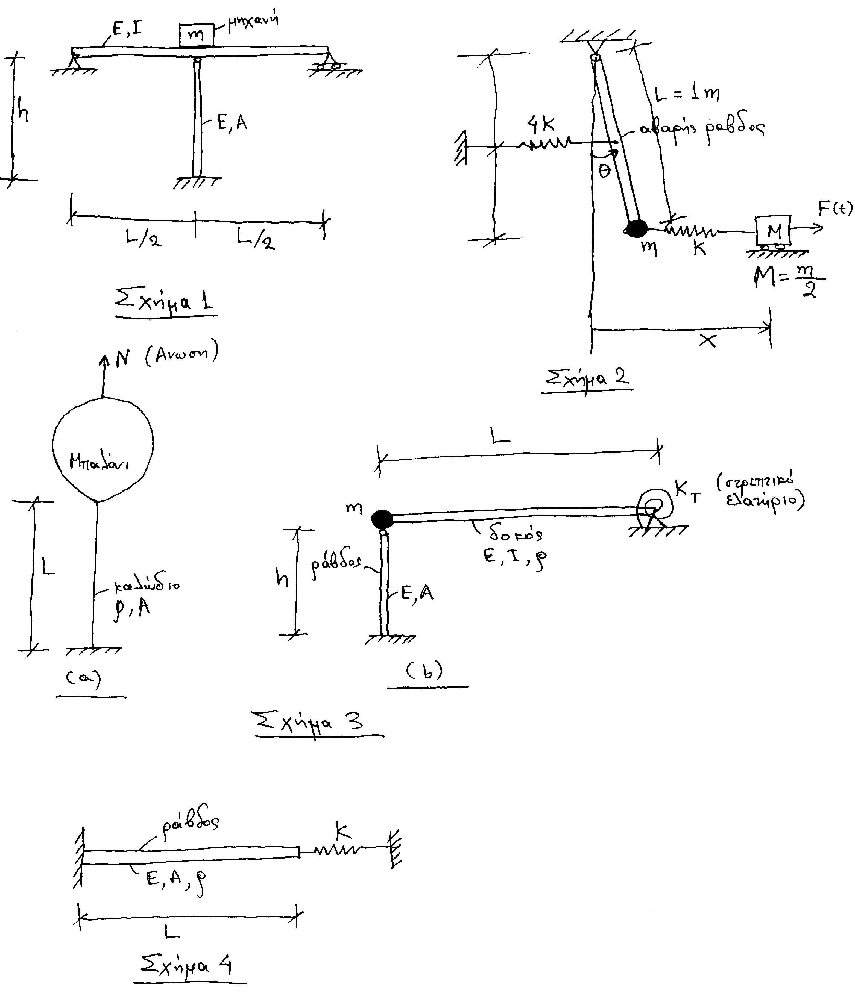 E, I
m
μηχανή
h
E, A
L/2
L/2
Σχήμα 1
L = 1m
αβαρής ράβδος
4K
θ
m
K
M
F(t)
M = m/2
x
Σχήμα 2
N (Άνωση)
Μπαλόνι
L
καλώδιο
ρ, A
(a)
L
K_T (στρεπτικό
ελατήριο)
m
δοκός
E, I, ρ
ράβδος
h
E, A
(b)
Σχήμα 3
ράβδος
K
E, A, ρ
L
Σχήμα 4